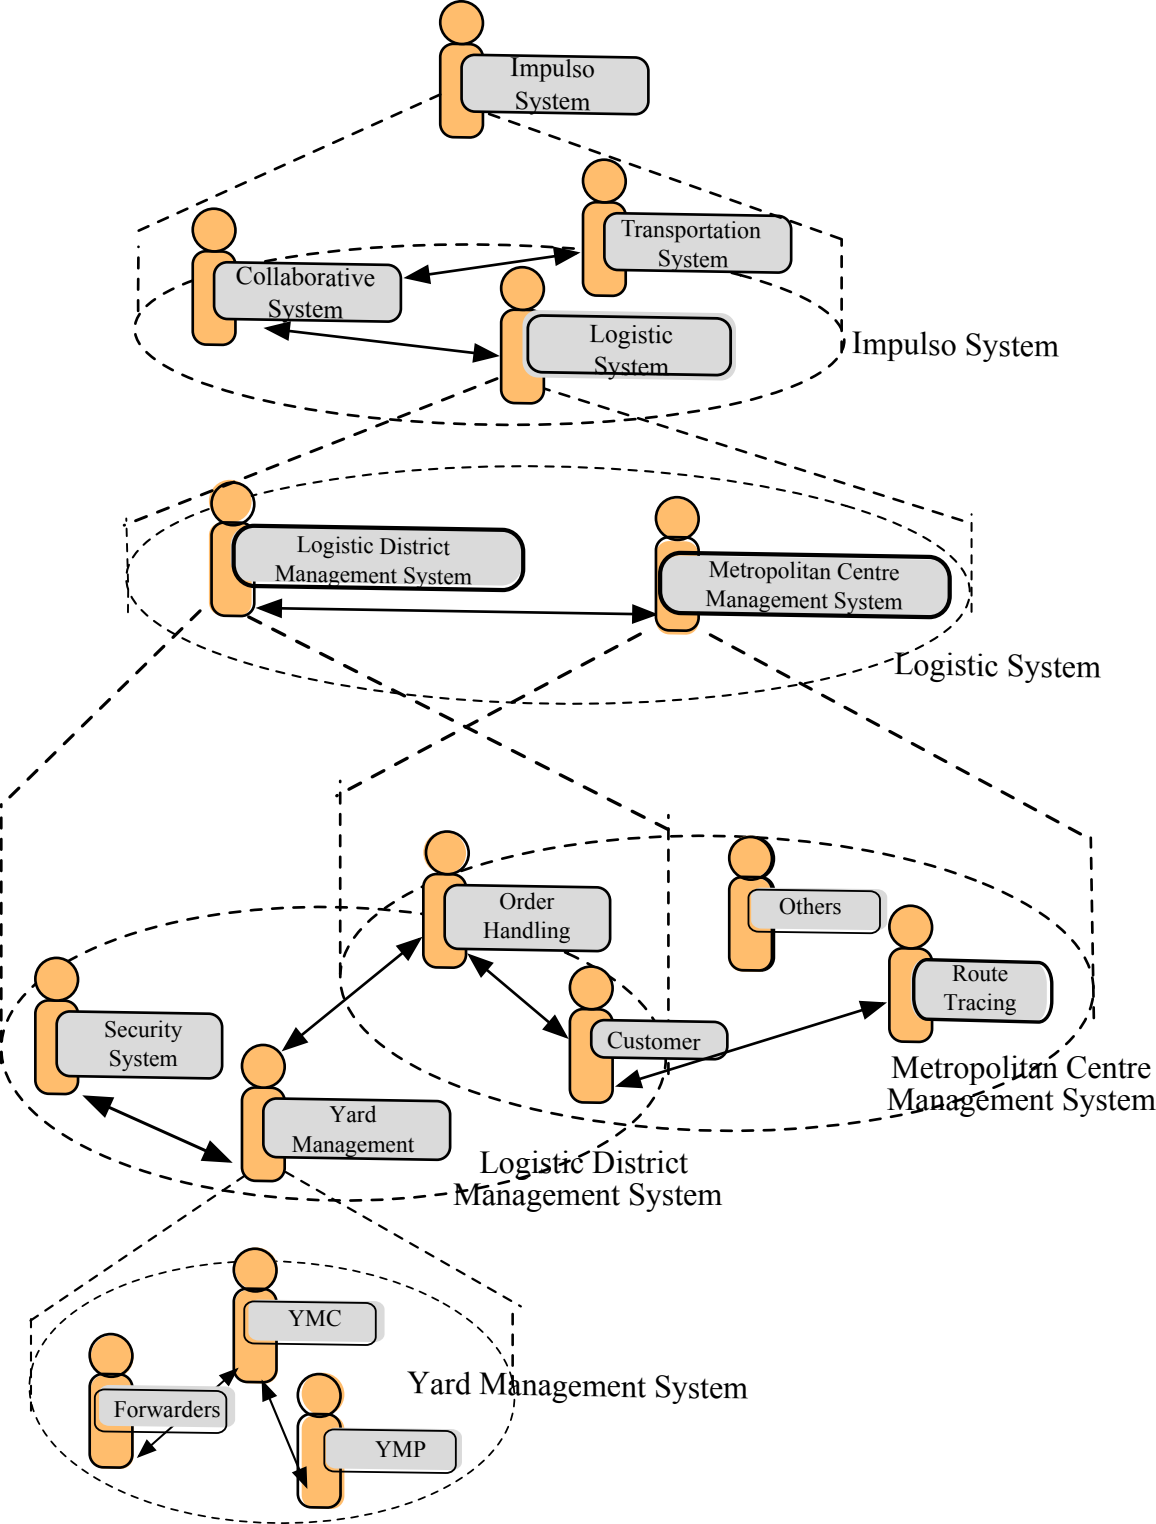 Impulso
System
Transportation
System
Collaborative
System
Logistic
System
Impulso System
Logistic District
Management System
Metropolitan Centre
Management System
Logistic System
Order
Handling
Others
Route
Tracing
Security
System
Customer
Yard
Management
Metropolitan Centre
Management System
Logistic District
Management System
YMC
Forwarders
YMP
Yard Management System